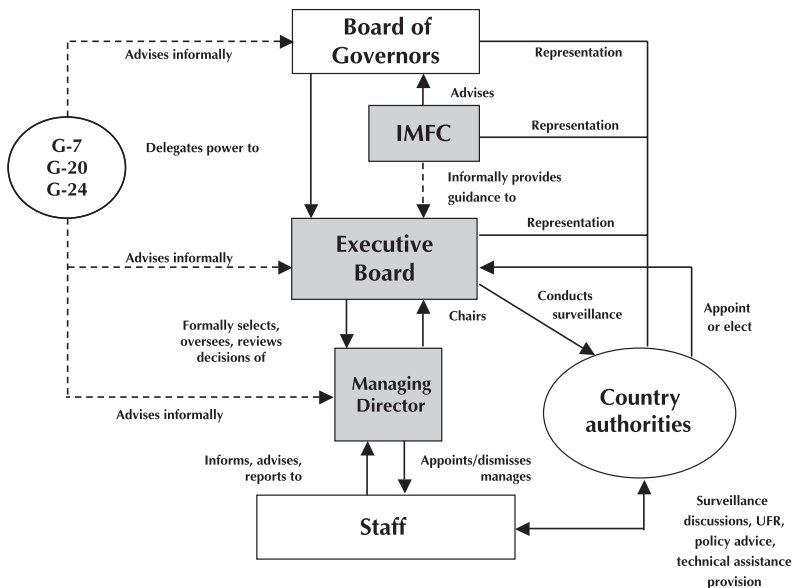 Board of
Governors
Advises informally
Representation
Advises
IMFC
Representation
G-7
G-20
G-24
Delegates power to
Informally provides
guidance to
Representation
Executive
Board
Advises informally
Conducts
surveillance
Appoint
or elect
Chairs
Formally selects,
oversees, reviews
decisions of
Managing
Director
Country
authorities
Advises informally
Informs, advises,
reports to
Appoints/dismisses
manages
Staff
Surveillance
discussions, UFR,
policy advice,
technical assistance
provision